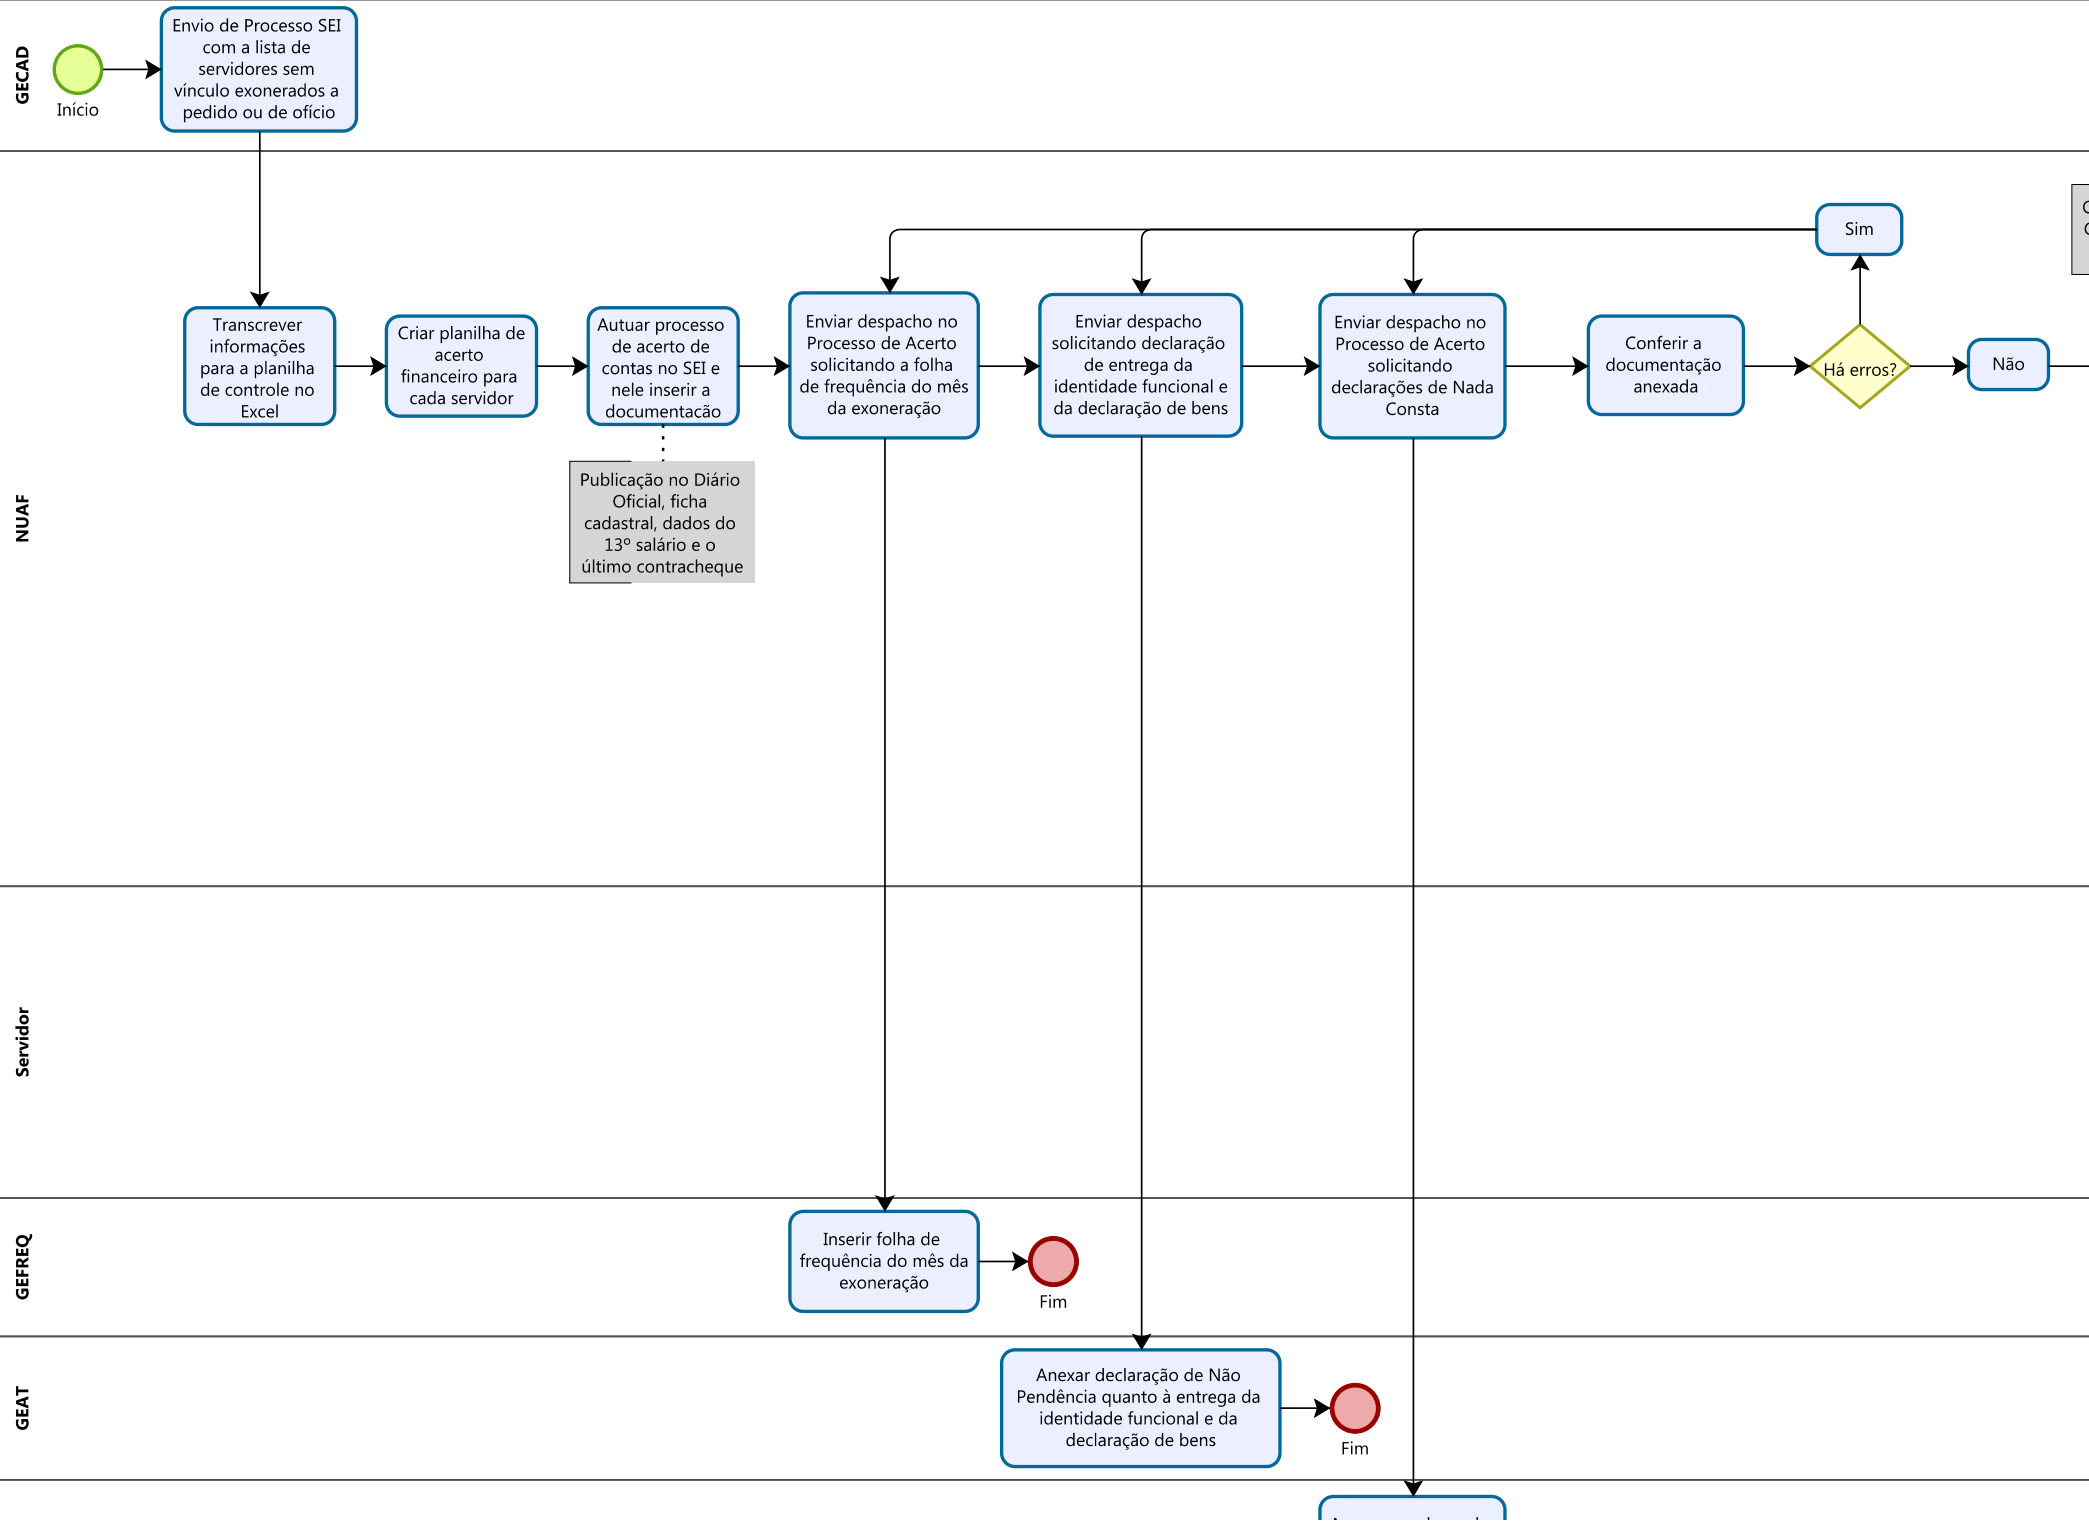 GECAD
Início
Envio de Processo SEI
com a lista de
servidores sem
vínculo exonerados a
pedido ou de ofício
NUAF
Transcrever
informações
para a planilha
de controle no
Excel
Criar planilha de
acerto
financeiro para
cada servidor
Autuar processo
de acerto de
contas no SEI e
nele inserir a
documentacão
Publicação no Diário
Oficial, ficha
cadastral, dados do
13º salário e o
último contracheque
Enviar despacho no
Processo de Acerto
solicitando a folha
de frequência do mês
da exoneração
Enviar despacho
solicitando declaração
de entrega da
identidade funcional e
da declaração de bens
Enviar despacho no
Processo de Acerto
solicitando
declarações de Nada
Consta
Conferir a
documentação
anexada
Há erros?
Sim
Não
Servidor
GEFREQ
Inserir folha de
frequência do mês da
exoneração
Fim
GEAT
Anexar declaração de Não
Pendência quanto à entrega da
identidade funcional e da
declaração de bens
Fim